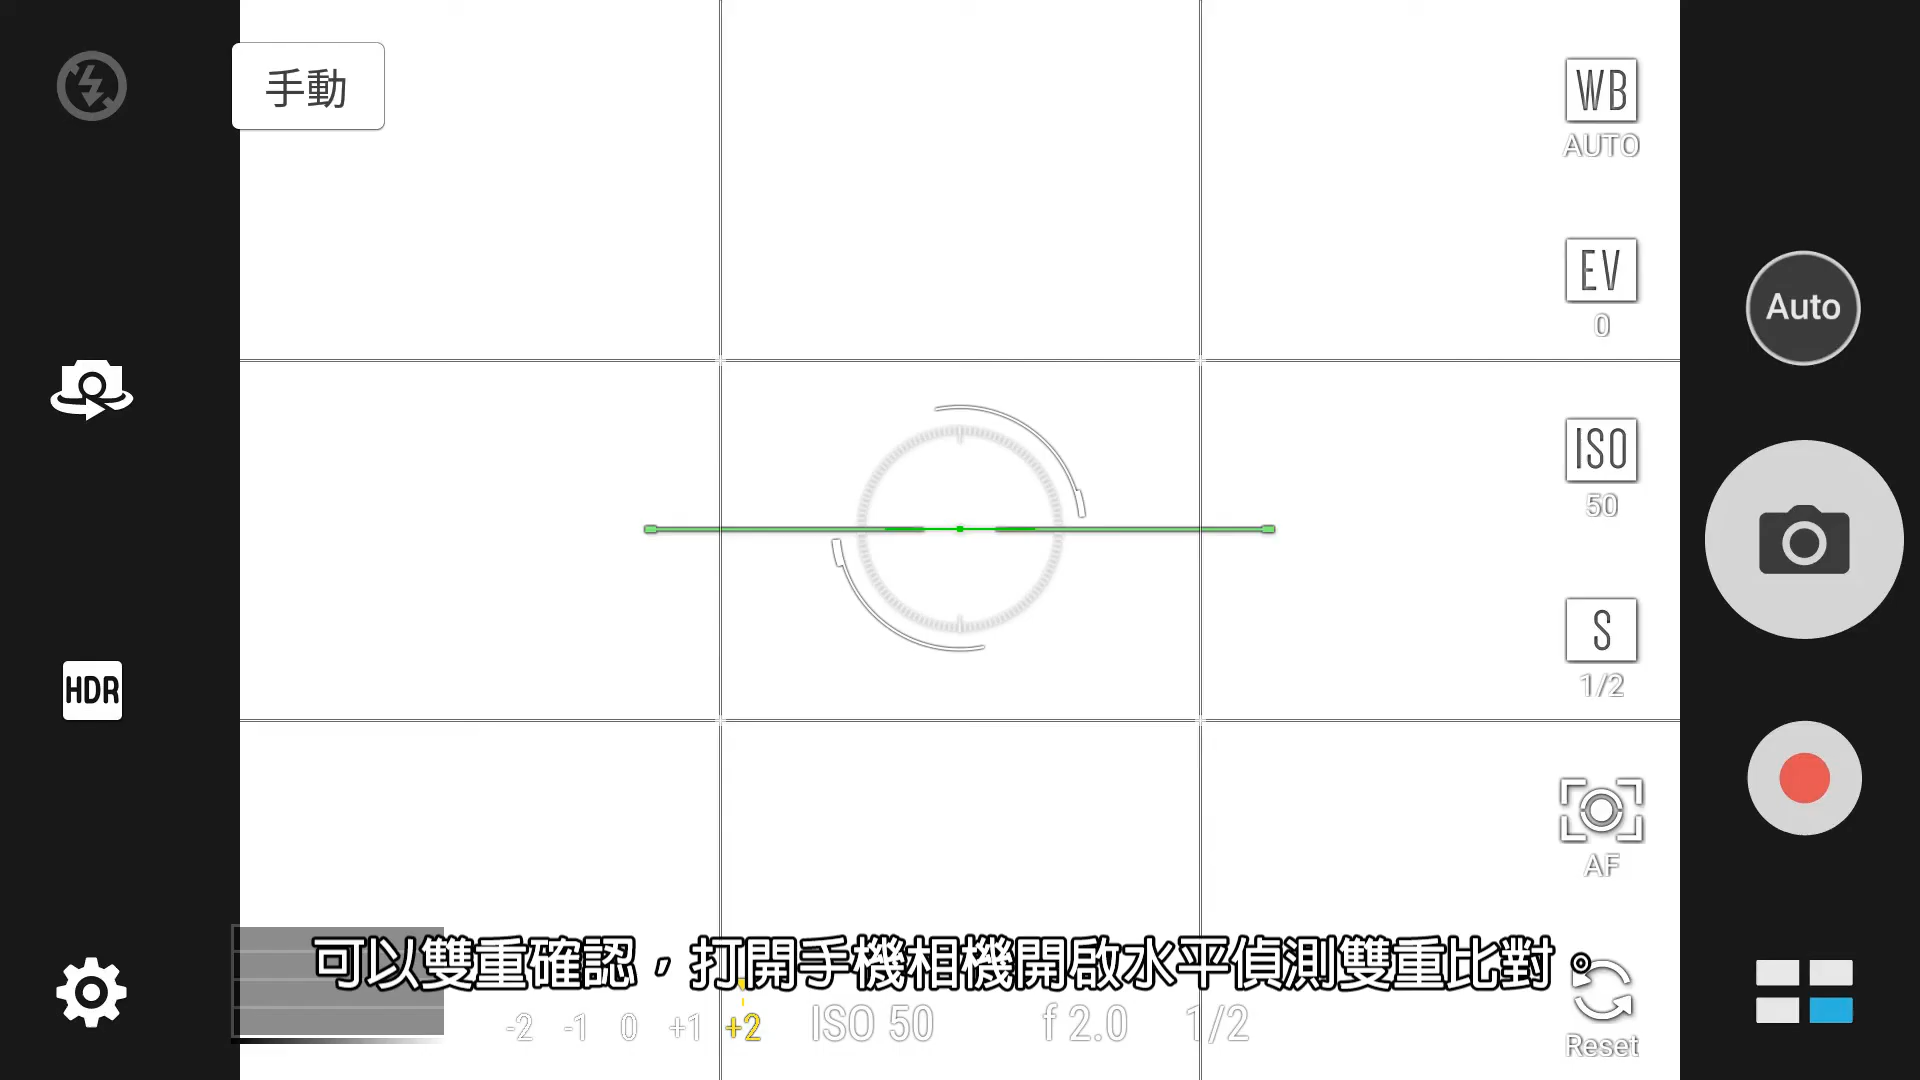 手動
WB
AUTO
EV
0
Auto
ISO
50
S
1/2
HDR
AF
可以雙重確認，打開手機相機開啟水平偵測雙重比對。
-2 -1 0 +1 +2 ISO 50 f 2.0 1/2
Reset